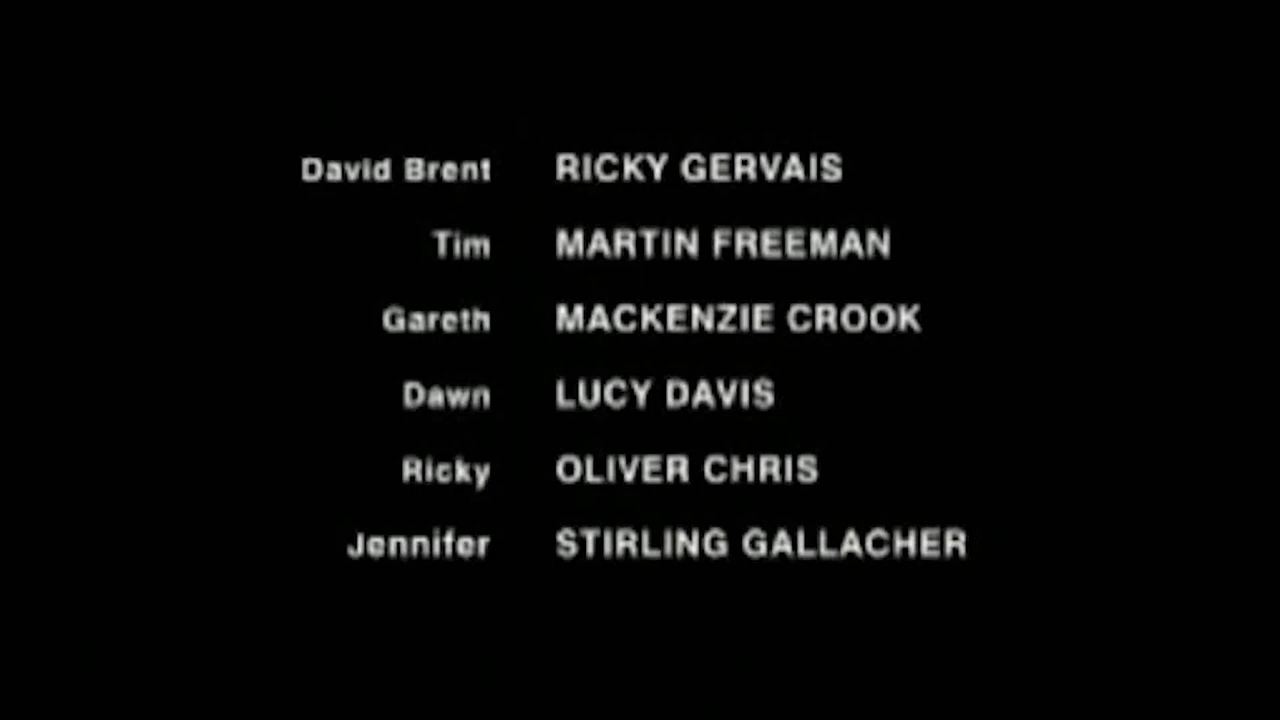 David Brent RICKY GERVAIS
Tim MARTIN FREEMAN
Gareth MACKENZIE CROOK
Dawn LUCY DAVIS
Ricky OLIVER CHRIS
Jennifer STIRLING GALLACHER